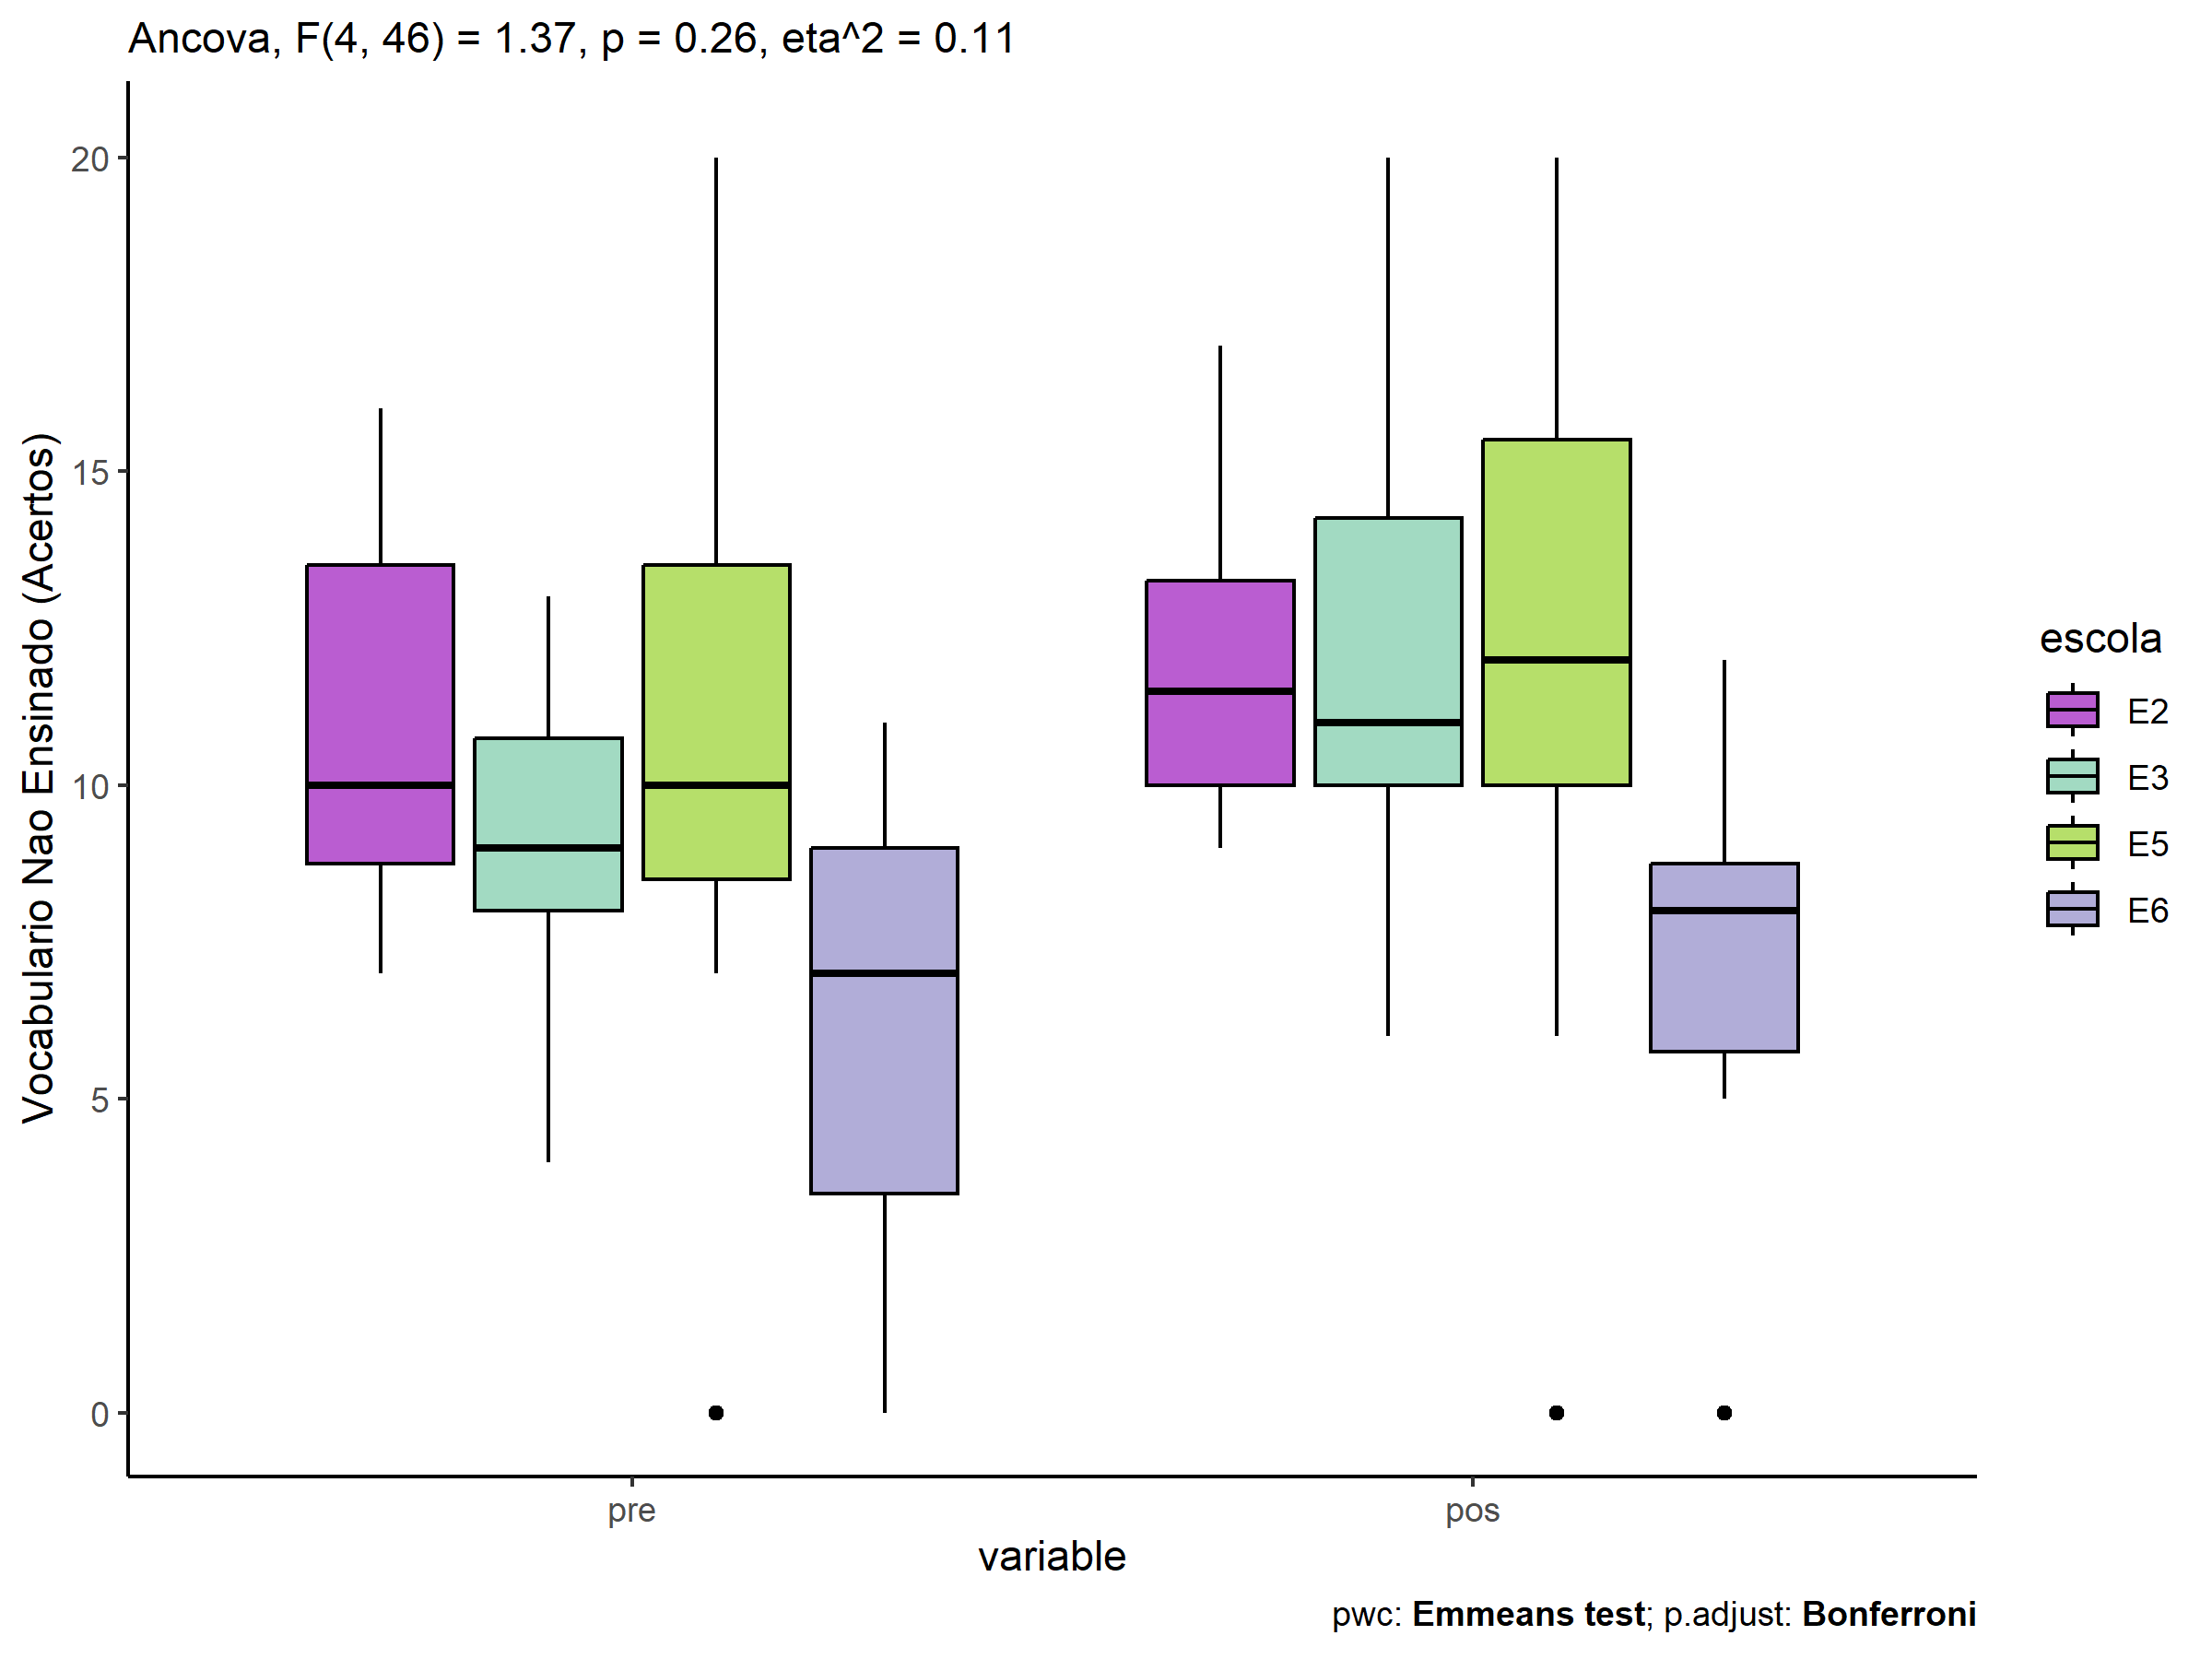 Ancova, F(4, 46) = 1.37, p = 0.26, eta^2 = 0.11
Vocabulario Nao Ensinado (Acertos)
20
15
10
5
0
pre
pos
variable
escola
E2
E3
E5
E6
pwc: Emmeans test; p.adjust: Bonferroni